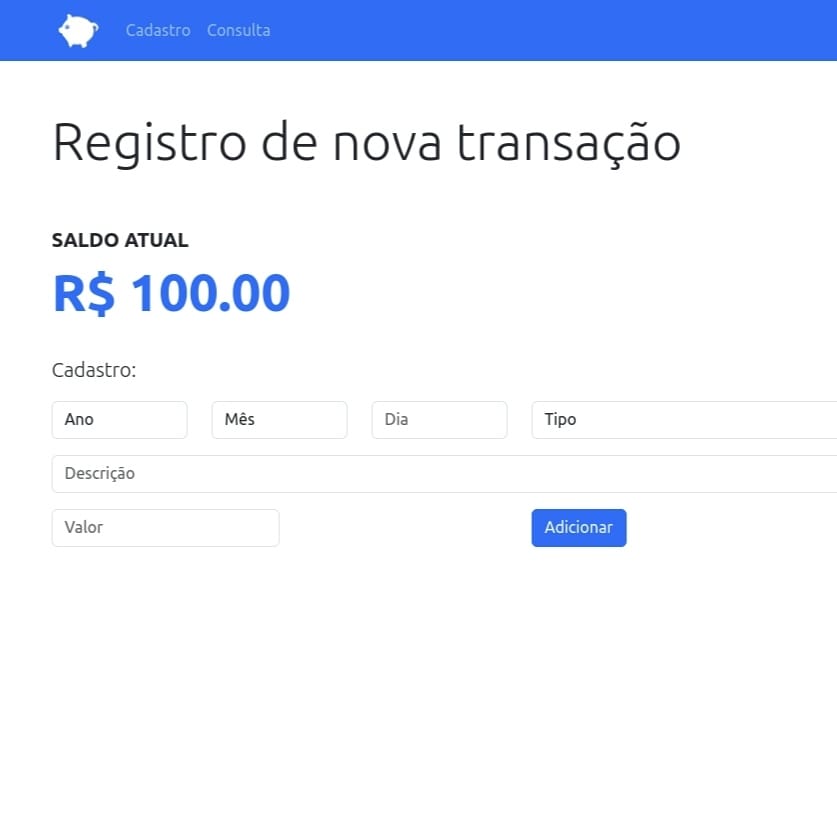 Cadastro Consulta
Registro de nova transação
SALDO ATUAL
R$ 100.00
Cadastro:
Ano Mês Dia Tipo
Descrição
Valor Adicionar